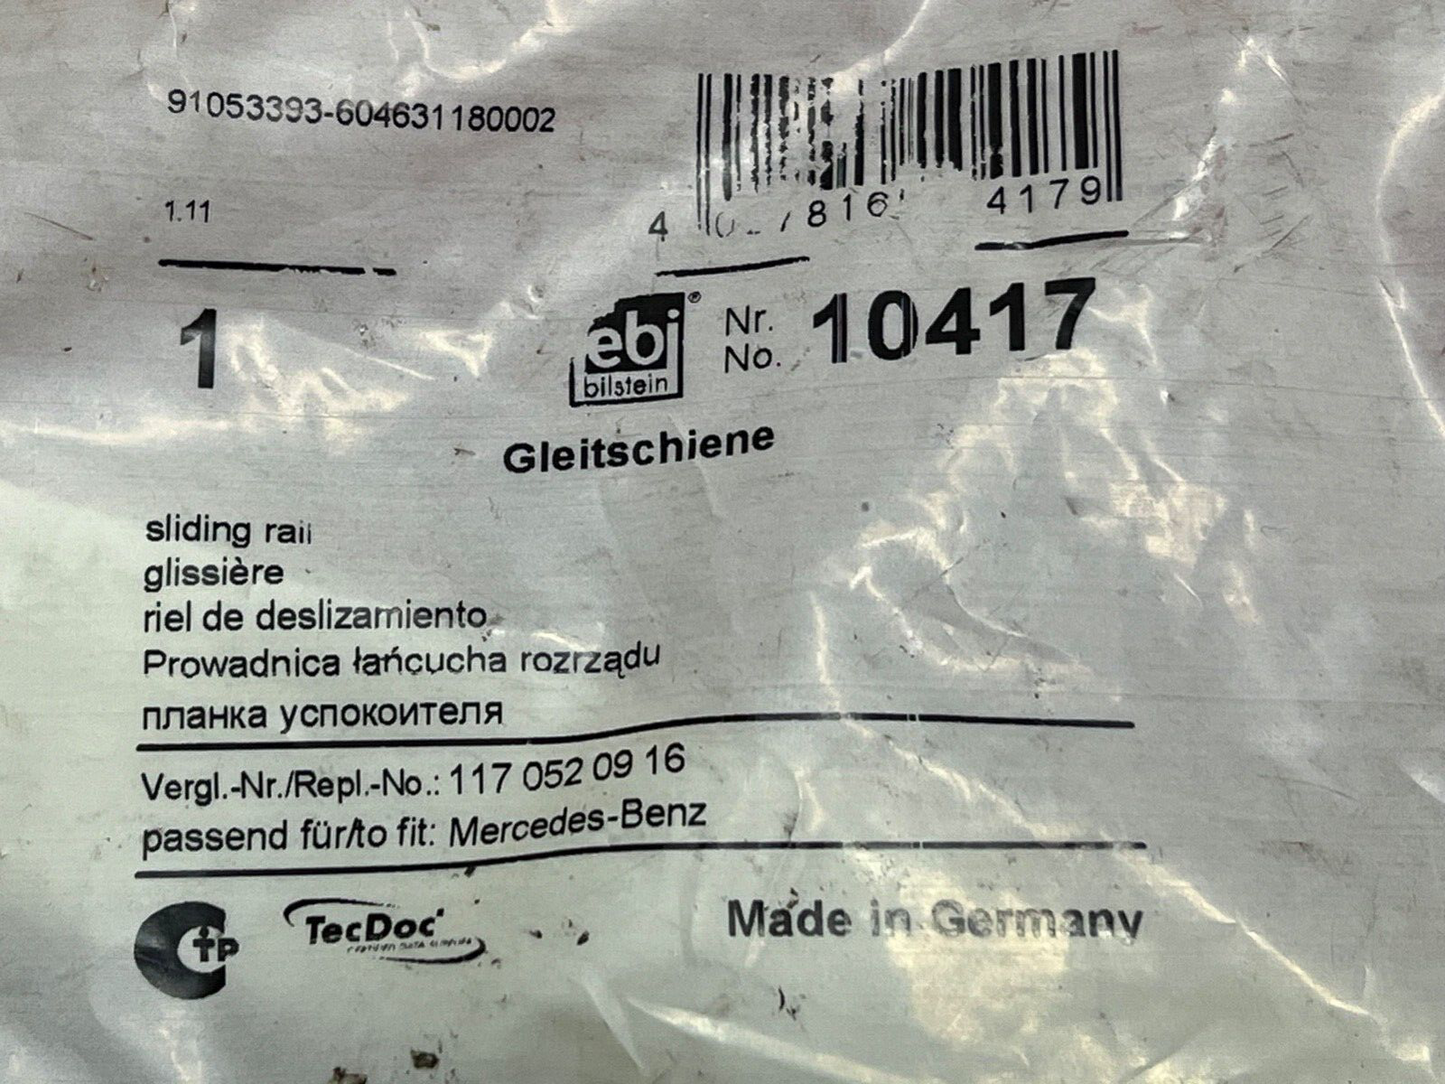 91053393-604631180002
1.11
4 816 4179
1
ebi®
bilstein
Nr.
No. 10417
Gleitschiene
sliding rail
glissière
riel de deslizamiento
Prowadnica łańcucha rozrządu
планка успокоителя
Vergl.-Nr./Repl.-No.: 117 052 09 16
passend für/to fit: Mercedes-Benz
TecDoc
Made in Germany